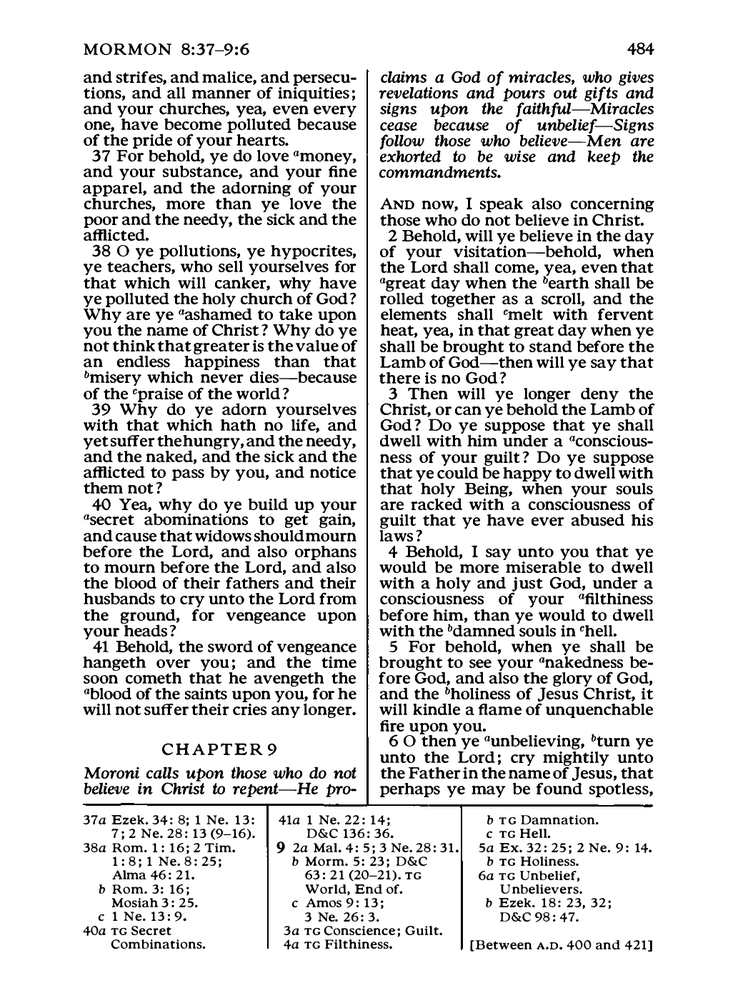 MORMON 8:37–9:6
484
and strifes, and malice, and persecu-
tions, and all manner of iniquities;
and your churches, yea, even every
one, have become polluted because
of the pride of your hearts.
37 For behold, ye do love ᵃmoney,
and your substance, and your fine
apparel, and the adorning of your
churches, more than ye love the
poor and the needy, the sick and the
afflicted.
38 O ye pollutions, ye hypocrites,
ye teachers, who sell yourselves for
that which will canker, why have
ye polluted the holy church of God?
Why are ye ᵃashamed to take upon
you the name of Christ? Why do ye
not think that greater is the value of
an endless happiness than that
ᵇmisery which never dies—because
of the ᶜpraise of the world?
39 Why do ye adorn yourselves
with that which hath no life, and
yet suffer the hungry, and the needy,
and the naked, and the sick and the
afflicted to pass by you, and notice
them not?
40 Yea, why do ye build up your
ᵃsecret abominations to get gain,
and cause that widows should mourn
before the Lord, and also orphans
to mourn before the Lord, and also
the blood of their fathers and their
husbands to cry unto the Lord from
the ground, for vengeance upon
your heads?
41 Behold, the sword of vengeance
hangeth over you; and the time
soon cometh that he avengeth the
ᵃblood of the saints upon you, for he
will not suffer their cries any longer.
CHAPTER 9
Moroni calls upon those who do not
believe in Christ to repent—He pro-
claims a God of miracles, who gives
revelations and pours out gifts and
signs upon the faithful—Miracles
cease because of unbelief—Signs
follow those who believe—Men are
exhorted to be wise and keep the
commandments.
AND now, I speak also concerning
those who do not believe in Christ.
2 Behold, will ye believe in the day
of your visitation—behold, when
the Lord shall come, yea, even that
ᵃgreat day when the ᵇearth shall be
rolled together as a scroll, and the
elements shall ᶜmelt with fervent
heat, yea, in that great day when ye
shall be brought to stand before the
Lamb of God—then will ye say that
there is no God?
3 Then will ye longer deny the
Christ, or can ye behold the Lamb of
God? Do ye suppose that ye shall
dwell with him under a ᵃconscious-
ness of your guilt? Do ye suppose
that ye could be happy to dwell with
that holy Being, when your souls
are racked with a consciousness of
guilt that ye have ever abused his
laws?
4 Behold, I say unto you that ye
would be more miserable to dwell
with a holy and just God, under a
consciousness of your ᵃfilthiness
before him, than ye would to dwell
with the ᵇdamned souls in ᶜhell.
5 For behold, when ye shall be
brought to see your ᵃnakedness be-
fore God, and also the glory of God,
and the ᵇholiness of Jesus Christ, it
will kindle a flame of unquenchable
fire upon you.
6 O then ye ᵃunbelieving, ᵇturn ye
unto the Lord; cry mightily unto
the Father in the name of Jesus, that
perhaps ye may be found spotless,
37a Ezek. 34: 8; 1 Ne. 13:
7; 2 Ne. 28: 13 (9–16).
38a Rom. 1: 16; 2 Tim.
1: 8; 1 Ne. 8: 25;
Alma 46: 21.
b Rom. 3: 16;
Mosiah 3: 25.
c 1 Ne. 13: 9.
40a TG Secret
Combinations.
41a 1 Ne. 22: 14;
D&C 136: 36.
9 2a Mal. 4: 5; 3 Ne. 28: 31.
b Morm. 5: 23; D&C
63: 21 (20–21). TG
World, End of.
c Amos 9: 13;
3 Ne. 26: 3.
3a TG Conscience; Guilt.
4a TG Filthiness.
b TG Damnation.
c TG Hell.
5a Ex. 32: 25; 2 Ne. 9: 14.
b TG Holiness.
6a TG Unbelief,
Unbelievers.
b Ezek. 18: 23, 32;
D&C 98: 47.
[Between A.D. 400 and 421]